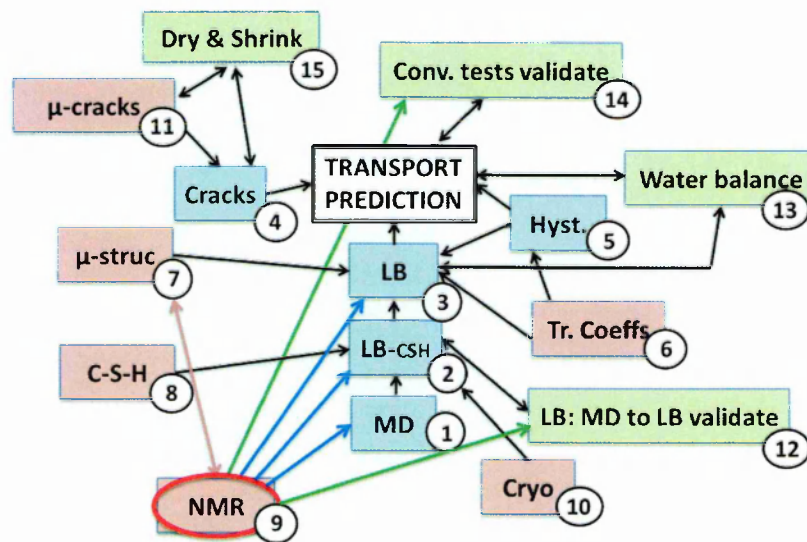 Dry & Shrink
15
Conv. tests validate
14
µ-cracks
11
TRANSPORT
PREDICTION
Cracks
4
Water balance
13
Hyst.
5
µ-struc
7
LB
3
Tr. Coeffs
6
C-S-H
8
LB-CSH
2
MD
1
LB: MD to LB validate
12
NMR
9
Cryo
10